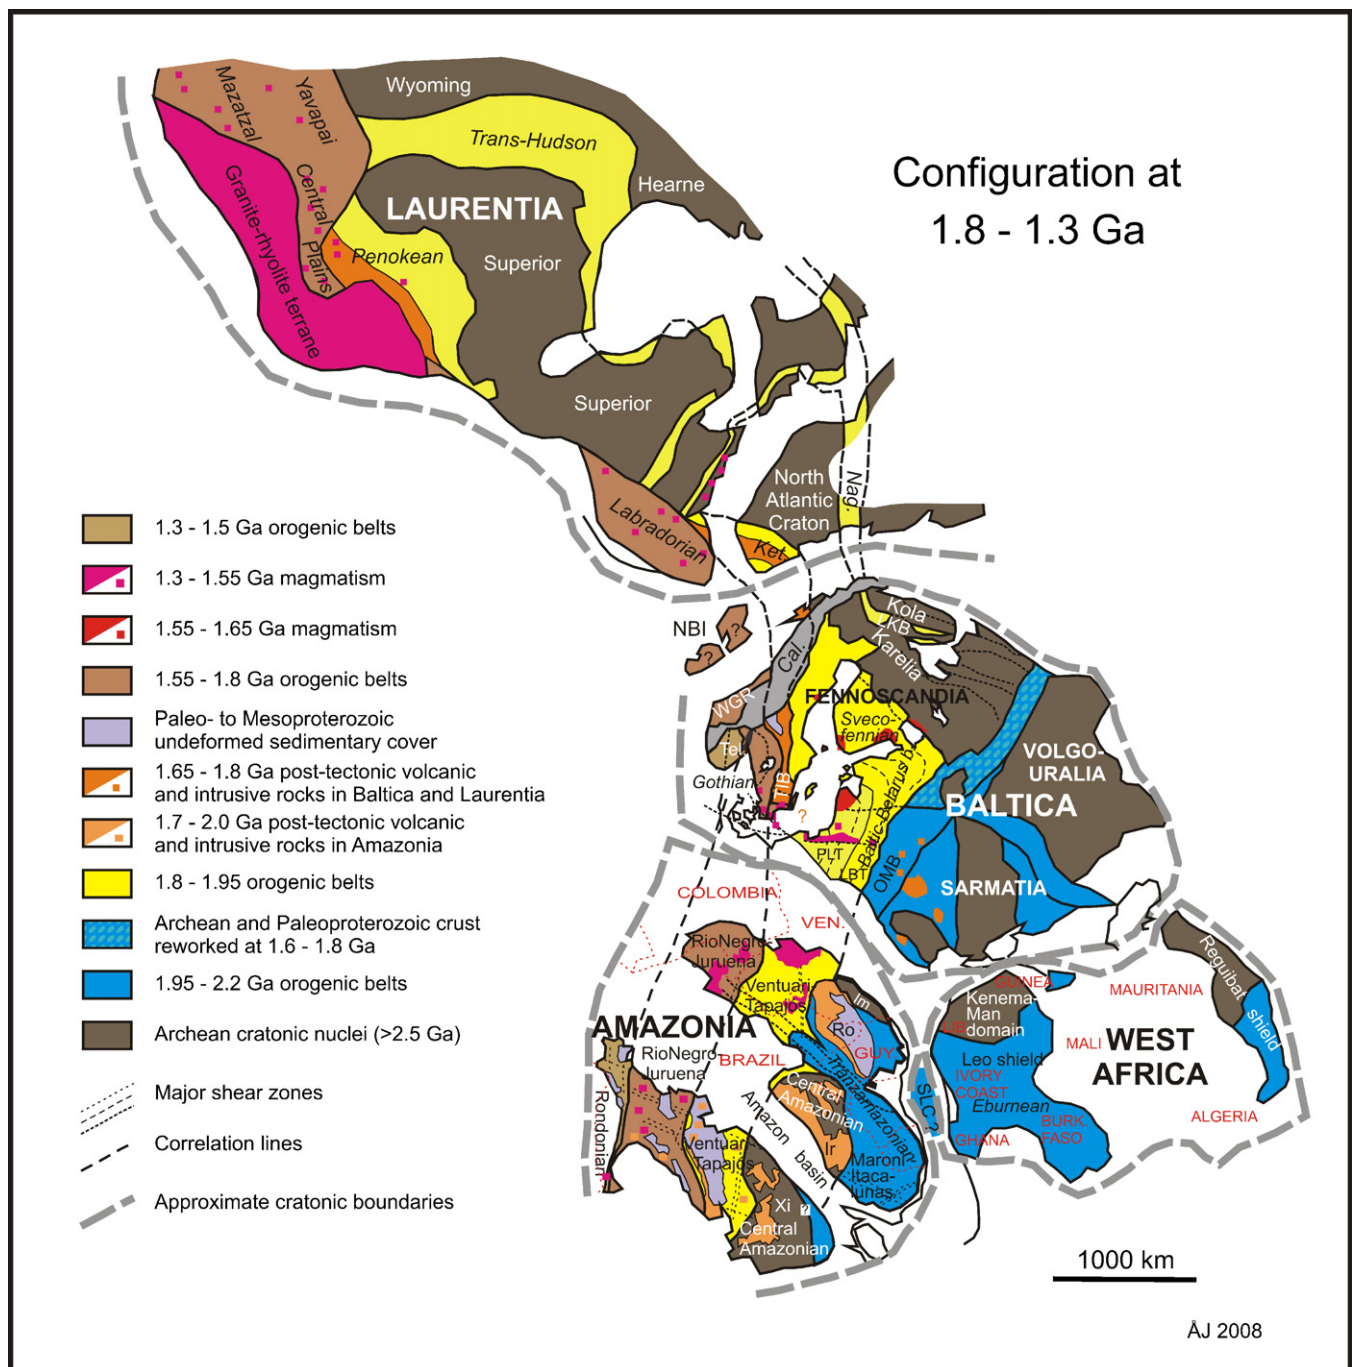 Configuration at
1.8 - 1.3 Ga
Wyoming
Mazatzal
Yavapai
Trans-Hudson
Hearne
LAURENTIA
Central
Plains
Granite-rhyolite terrane
Penokean
Superior
Superior
North
Atlantic
Craton
Nag.
Labradorian
Ket
1.3 - 1.5 Ga orogenic belts
1.3 - 1.55 Ga magmatism
1.55 - 1.65 Ga magmatism
1.55 - 1.8 Ga orogenic belts
Paleo- to Mesoproterozoic
undeformed sedimentary cover
1.65 - 1.8 Ga post-tectonic volcanic
and intrusive rocks in Baltica and Laurentia
1.7 - 2.0 Ga post-tectonic volcanic
and intrusive rocks in Amazonia
1.8 - 1.95 orogenic belts
Archean and Paleoproterozoic crust
reworked at 1.6 - 1.8 Ga
1.95 - 2.2 Ga orogenic belts
Archean cratonic nuclei (>2.5 Ga)
Major shear zones
Correlation lines
Approximate cratonic boundaries
NBI
?
?
Kola
LKB
Karelia
Cal.
WGR
FENNOSCANDIA
Sveco-
fennian
Tel.
Gothian
TIB
?
VOLGO-
URALIA
BALTICA
Baltic-Belarus b.
PLT
LBT
OMB
SARMATIA
COLOMBIA
VEN.
RioNegro-
Juruena
Ventuari-
Tapajós
Im
Ro
GUY.
AMAZONIA
BRAZIL
RioNegro-
Juruena
Rondonian
Tranzamazonian
Central
Amazonian
Ir
Amazon
basin
Maroni-
Itaca-
iunas
Ventuari-
Tapajós
Xi
?
Central
Amazonian
SLC ?
GUINEA
Kenema-
Man
domain
LIB.
Leo shield
IVORY
COAST
Eburnean
GHANA
BURK.
FASO
MALI
MAURITANIA
WEST
AFRICA
ALGERIA
Reguibat
shield
1000 km
ÅJ 2008